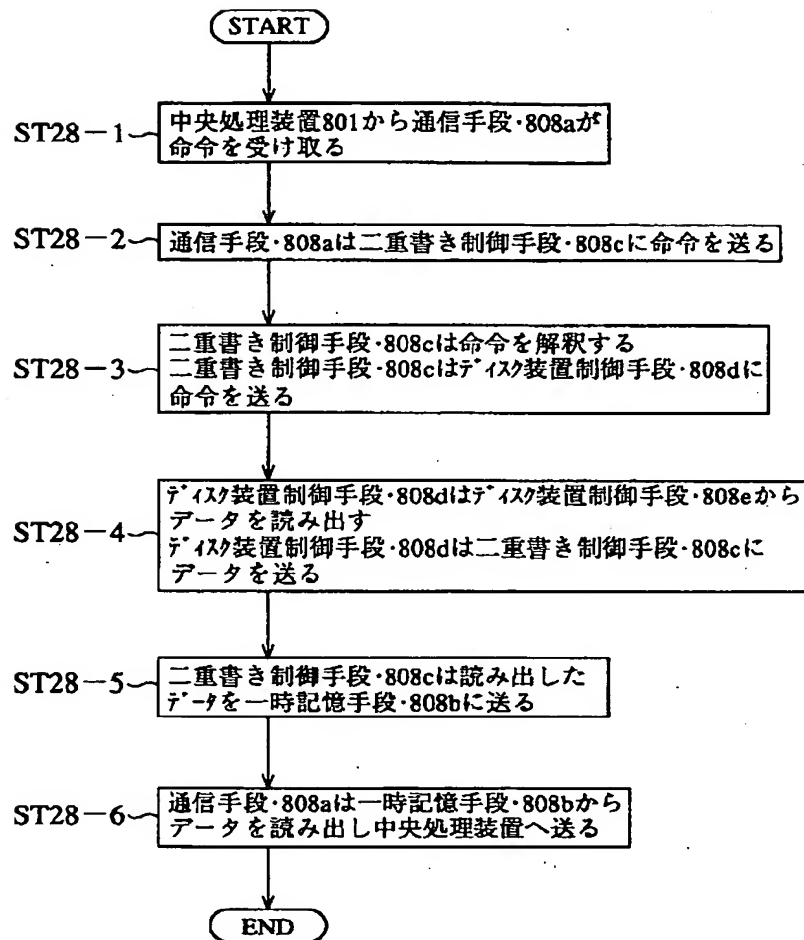 START
ST28-1 中央処理装置801から通信手段・808aが
命令を受け取る
ST28-2 通信手段・808aは二重書き制御手段・808cに命令を送る
二重書き制御手段・808cは命令を解釈する
ST28-3 二重書き制御手段・808cはディスク装置制御手段・808dに
命令を送る
ディスク装置制御手段・808dはディスク装置制御手段・808eから
データを読み出す
ST28-4 ディスク装置制御手段・808dは二重書き制御手段・808cに
データを送る
二重書き制御手段・808cは読み出した
ST28-5 データを一時記憶手段・808bに送る
通信手段・808aは一時記憶手段・808bから
ST28-6 データを読み出し中央処理装置へ送る
END